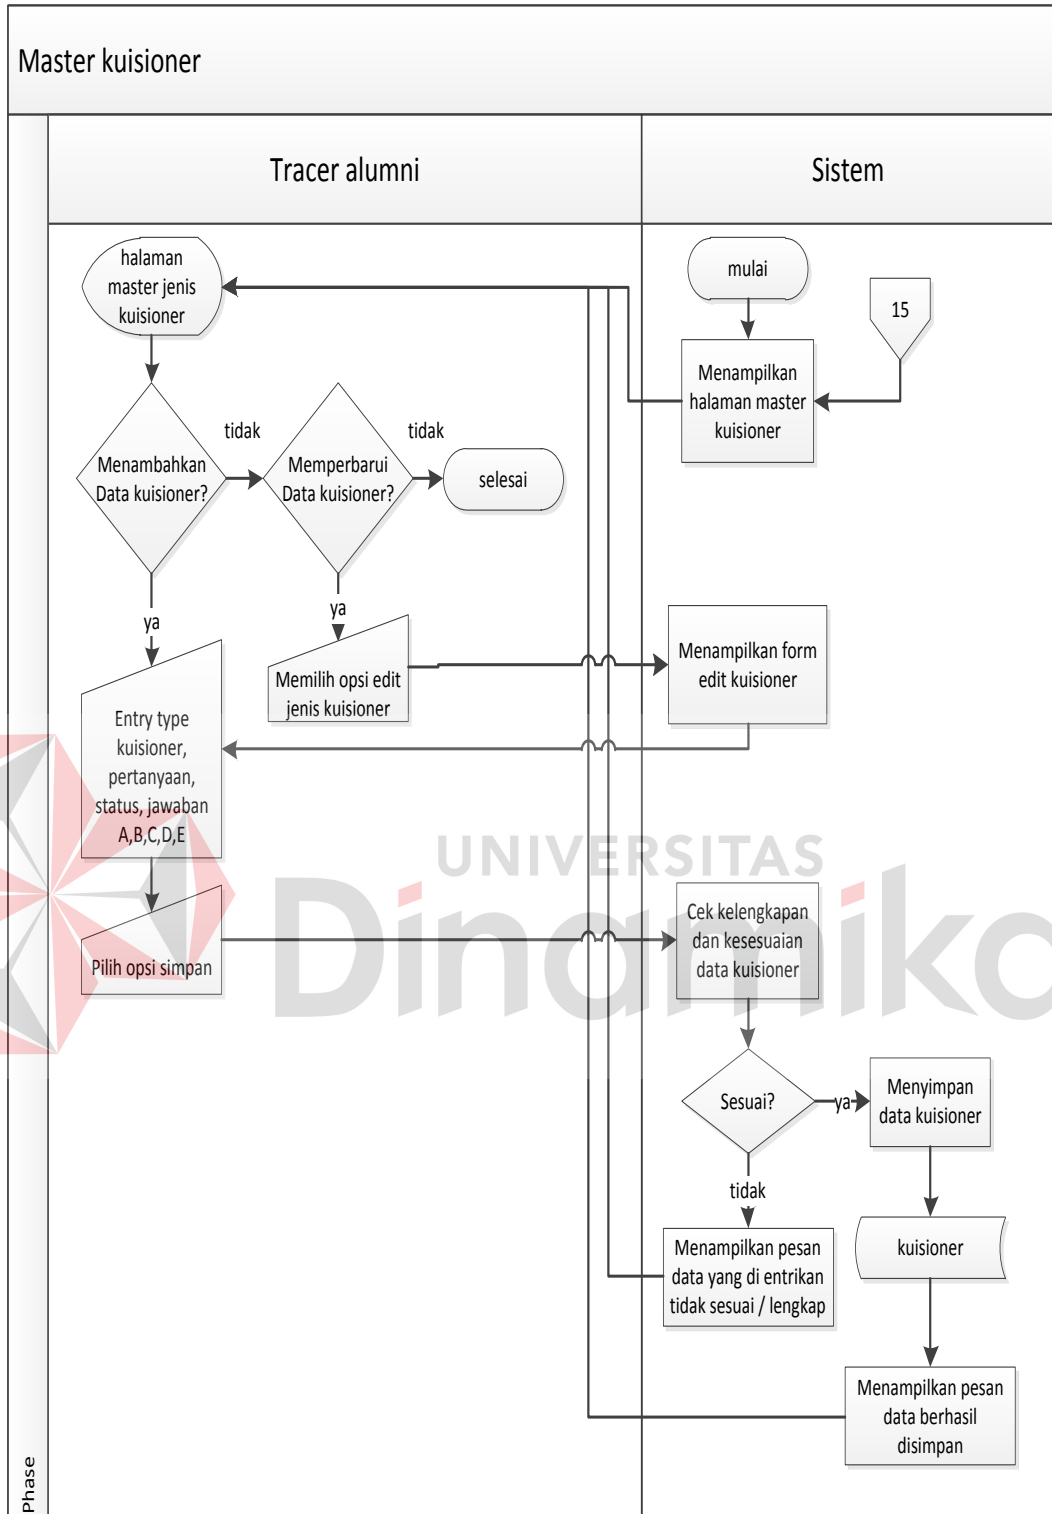 Master kuisioner
Tracer alumni
Sistem
halaman
master jenis
kuisioner
mulai
15
Menampilkan
halaman master
kuisioner
tidak
tidak
Menambahkan
Data kuisioner?
Memperbarui
Data kuisioner?
selesai
ya
ya
Memilih opsi edit
jenis kuisioner
Menampilkan form
edit kuisioner
Entry type
kuisioner,
pertanyaan,
status, jawaban
A,B,C,D,E
UNIVERSITAS
Dinamika
Pilih opsi simpan
Cek kelengkapan
dan kesesuaian
data kuisioner
Sesuai?
ya
Menyimpan
data kuisioner
tidak
kuisioner
Menampilkan pesan
data yang di entrikan
tidak sesuai / lengkap
Menampilkan pesan
data berhasil
disimpan
Phase